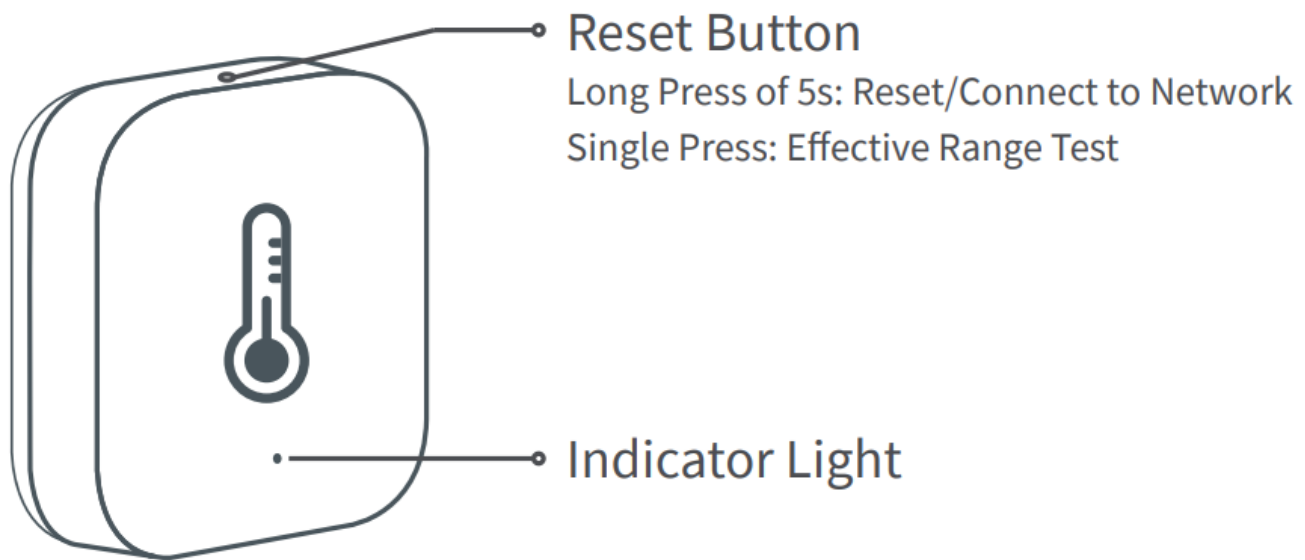 Reset Button
Long Press of 5s: Reset/Connect to Network
Single Press: Effective Range Test
Indicator Light